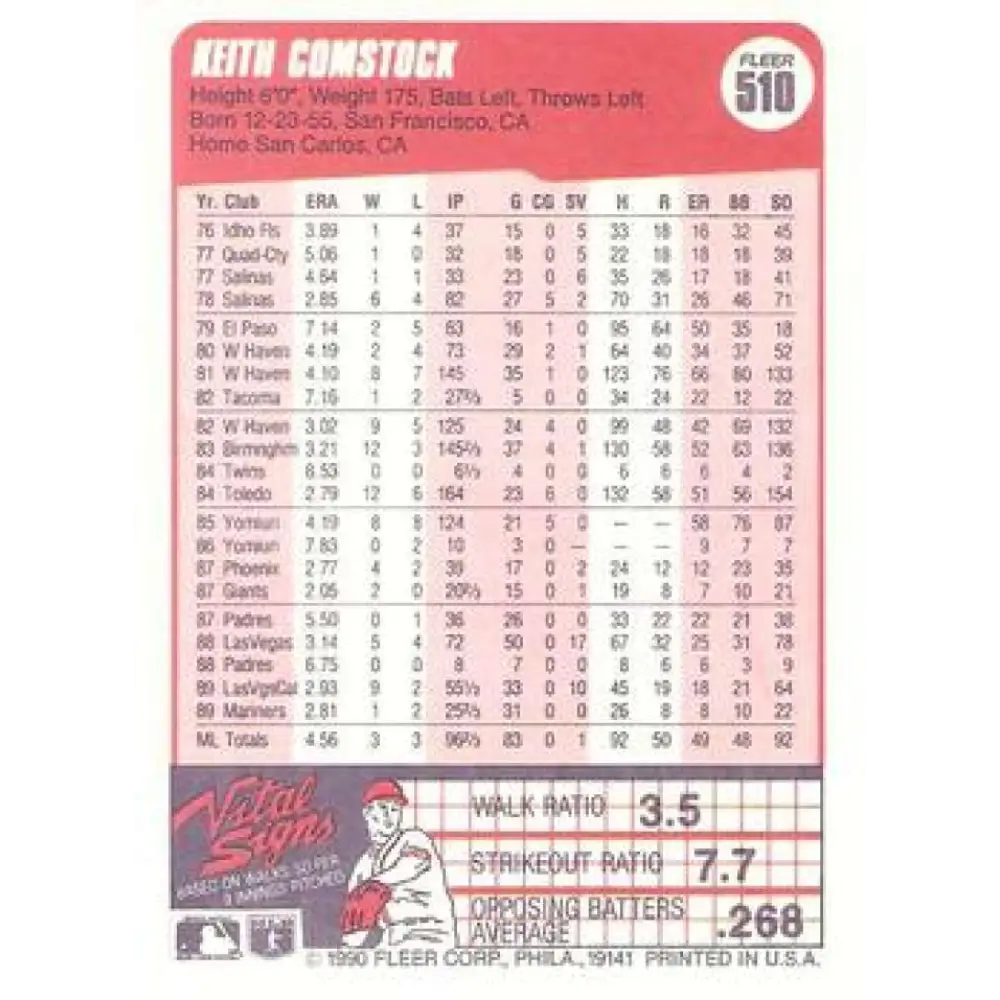 KEITH COMSTOCK
FLEER
510
Height 6'0", Weight 175, Bats Left, Throws Left
Born 12-23-55, San Francisco, CA
Home San Carlos, CA
Yr. Club ERA W L IP G CG SV H R ER BB SO
76 Idho Fls 3.89 1 4 37 15 0 5 33 18 16 32 45
77 Quad-Cty 5.06 1 0 32 18 0 5 22 18 18 18 39
77 Salinas 4.64 1 1 33 23 0 6 35 26 17 18 41
78 Salinas 2.85 6 4 82 27 5 2 70 31 26 46 71
79 El Paso 7.14 2 5 63 16 1 0 95 64 50 35 18
80 W Haven 4.19 2 4 73 29 2 1 64 40 34 37 52
81 W Haven 4.10 8 7 145 35 1 0 123 76 66 80 133
82 Tacoma 7.16 1 2 27⅔ 5 0 0 34 24 22 12 22
82 W Haven 3.02 9 5 125 24 4 0 99 48 42 69 132
83 Birmnghm 3.21 12 3 145⅔ 37 4 1 130 58 52 63 136
84 Twins 8.53 0 0 6⅓ 4 0 0 6 6 6 4 2
84 Toledo 2.79 12 6 164 23 6 0 132 58 51 56 154
85 Yomiuri 4.19 8 8 124 21 5 0 — — 58 76 87
86 Yomiuri 7.83 0 2 10 3 0 — — — 9 7 7
87 Phoenix 2.77 4 2 39 17 0 2 24 12 12 23 35
87 Giants 2.05 2 0 20⅔ 15 0 1 19 8 7 10 21
87 Padres 5.50 0 1 36 26 0 0 33 22 22 21 38
88 LasVegas 3.14 5 4 72 50 0 17 67 32 25 31 78
88 Padres 6.75 0 0 8 7 0 0 8 6 6 3 9
89 LasVgsCal 2.93 9 2 55⅓ 33 0 10 45 19 18 21 64
89 Mariners 2.81 1 2 25⅔ 31 0 0 26 8 8 10 22
ML Totals 4.56 3 3 96⅔ 83 0 1 92 50 49 48 92
Vital
Signs
BASED ON WALKS, SO PER
9 INNINGS PITCHED
WALK RATIO 3.5
STRIKEOUT RATIO 7.7
OPPOSING BATTERS
AVERAGE .268
© 1990 FLEER CORP., PHILA., 19141 PRINTED IN U.S.A.